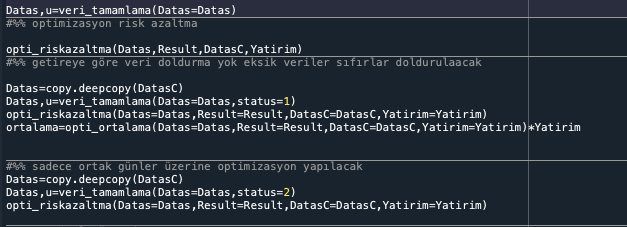 Datas,u=veri_tamamlama(Datas=Datas)
#%% optimizasyon risk azaltma
opti_riskazaltma(Datas,Result,DatasC,Yatirim)
#%% getireye göre veri doldurma yok eksik veriler sıfırlar doldurulaacak
Datas=copy.deepcopy(DatasC)
Datas,u=veri_tamamlama(Datas=Datas,status=1)
opti_riskazaltma(Datas=Datas,Result=Result,DatasC=DatasC,Yatirim=Yatirim)
ortalama=opti_ortalama(Datas=Datas,Result=Result,DatasC=DatasC,Yatirim=Yatirim)*Yatirim
#%% sadece ortak günler üzerine optimizasyon yapılacak
Datas=copy.deepcopy(DatasC)
Datas,u=veri_tamamlama(Datas=Datas,status=2)
opti_riskazaltma(Datas=Datas,Result=Result,DatasC=DatasC,Yatirim=Yatirim)